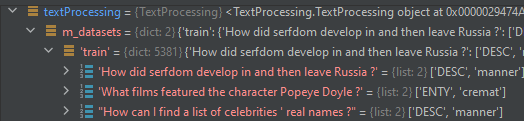 textProcessing = {TextProcessing} <TextProcessing.TextProcessing object at 0x0000029474A
m_datasets = {dict: 2} {'train': {'How did serfdom develop in and then leave Russia ?': ['D
'train' = {dict: 5381} {'How did serfdom develop in and then leave Russia ?': ['DESC', '
'How did serfdom develop in and then leave Russia ?' = {list: 2} ['DESC', 'manner']
'What films featured the character Popeye Doyle ?' = {list: 2} ['ENTY', 'cremat']
"How can I find a list of celebrities ' real names ?" = {list: 2} ['DESC', 'manner']